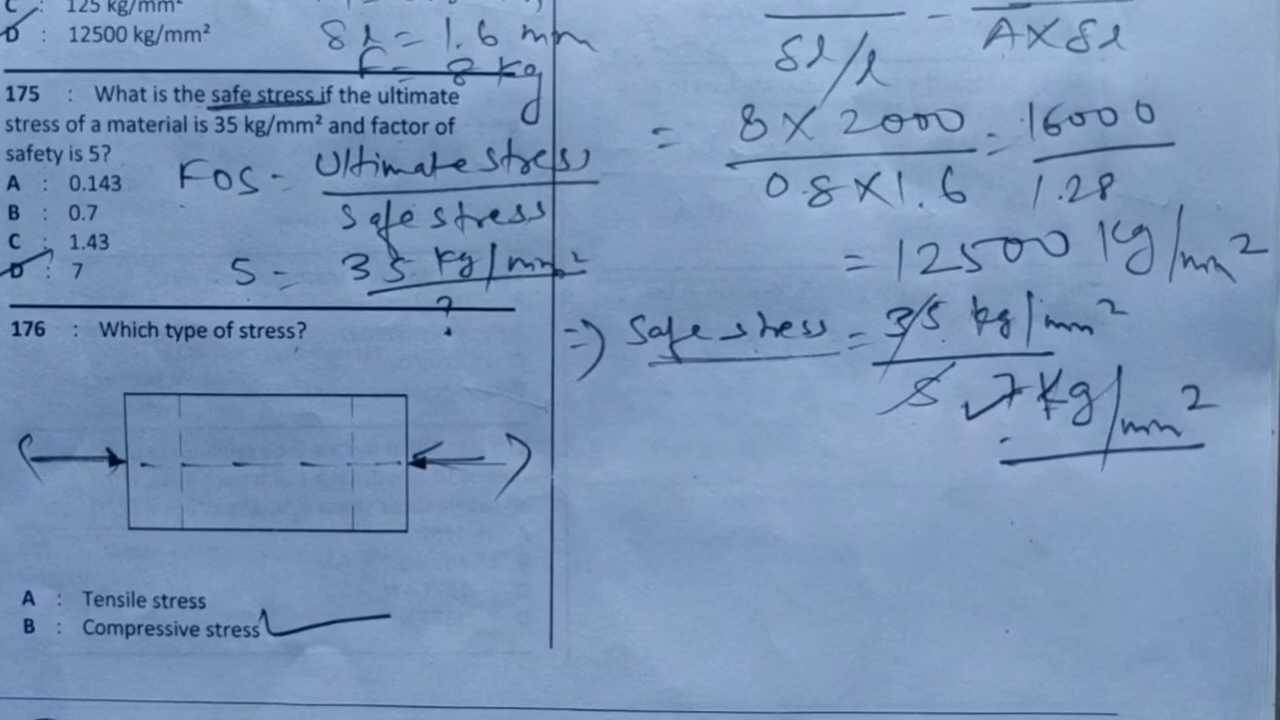 C : 125 kg/mm²
D : 12500 kg/mm²
δl = 1.6 mm
F = 8 kg
175 : What is the safe stress if the ultimate
stress of a material is 35 kg/mm² and factor of
safety is 5?
A : 0.143
B : 0.7
C : 1.43
D : 7
FOS = Ultimate stress
Safe stress
5 = 35 kg/mm²
?
176 : Which type of stress?
A : Tensile stress
B : Compressive stress
δl/l = A×δl
= 8 × 2000 = 16000
0.8×1.6 1.28
= 12500 kg/mm²
=) Safe stress = 35 kg/mm²
5
7 kg/mm²